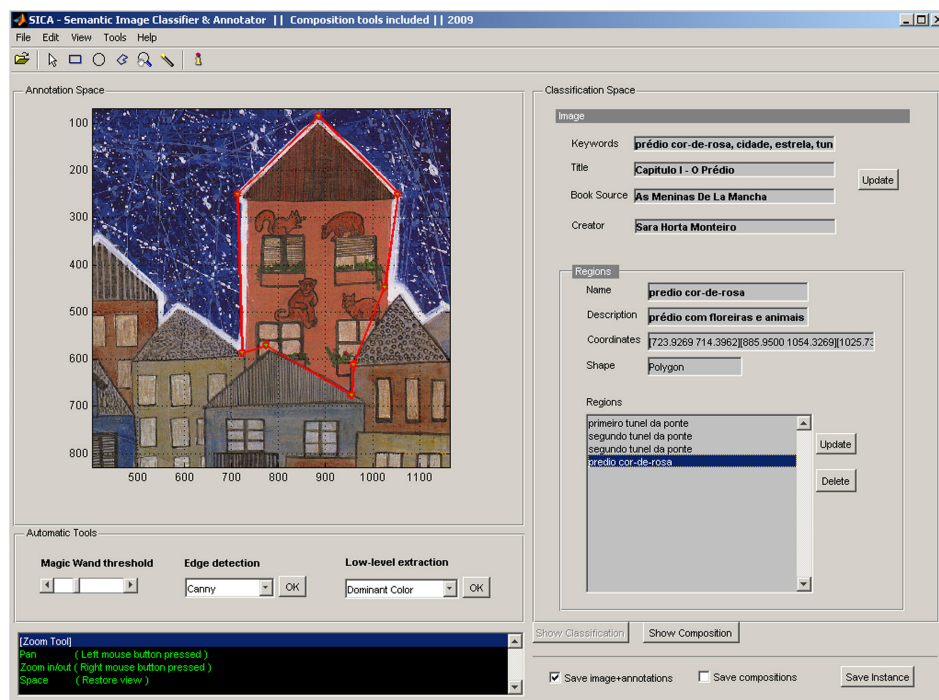 SICA - Semantic Image Classifier & Annotator || Composition tools included || 2009
File Edit View Tools Help
Annotation Space
100
200
300
400
500
600
700
800
500 600 700 800 900 1000 1100
Automatic Tools
Magic Wand threshold Edge detection Low-level extraction
Canny OK Dominant Color OK
[Zoom Tool]
Pan ( Left mouse button pressed )
Zoom in/out ( Right mouse button pressed )
Space ( Restore view )
Classification Space
Image
Keywords prédio cor-de-rosa, cidade, estrela, tun
Title Capitulo I - O Prédio
Update
Book Source As Meninas De La Mancha
Creator Sara Horta Monteiro
Regions
Name predio cor-de-rosa
Description prédio com floreiras e animais
Coordinates [723.9269 714.3962][885.9500 1054.3269][1025.73
Shape Polygon
Regions
primeiro tunel da ponte
segundo tunel da ponte
segundo tunel da ponte
predio cor-de-rosa
Update
Delete
Show Classification Show Composition
Save image+annotations Save compositions Save Instance